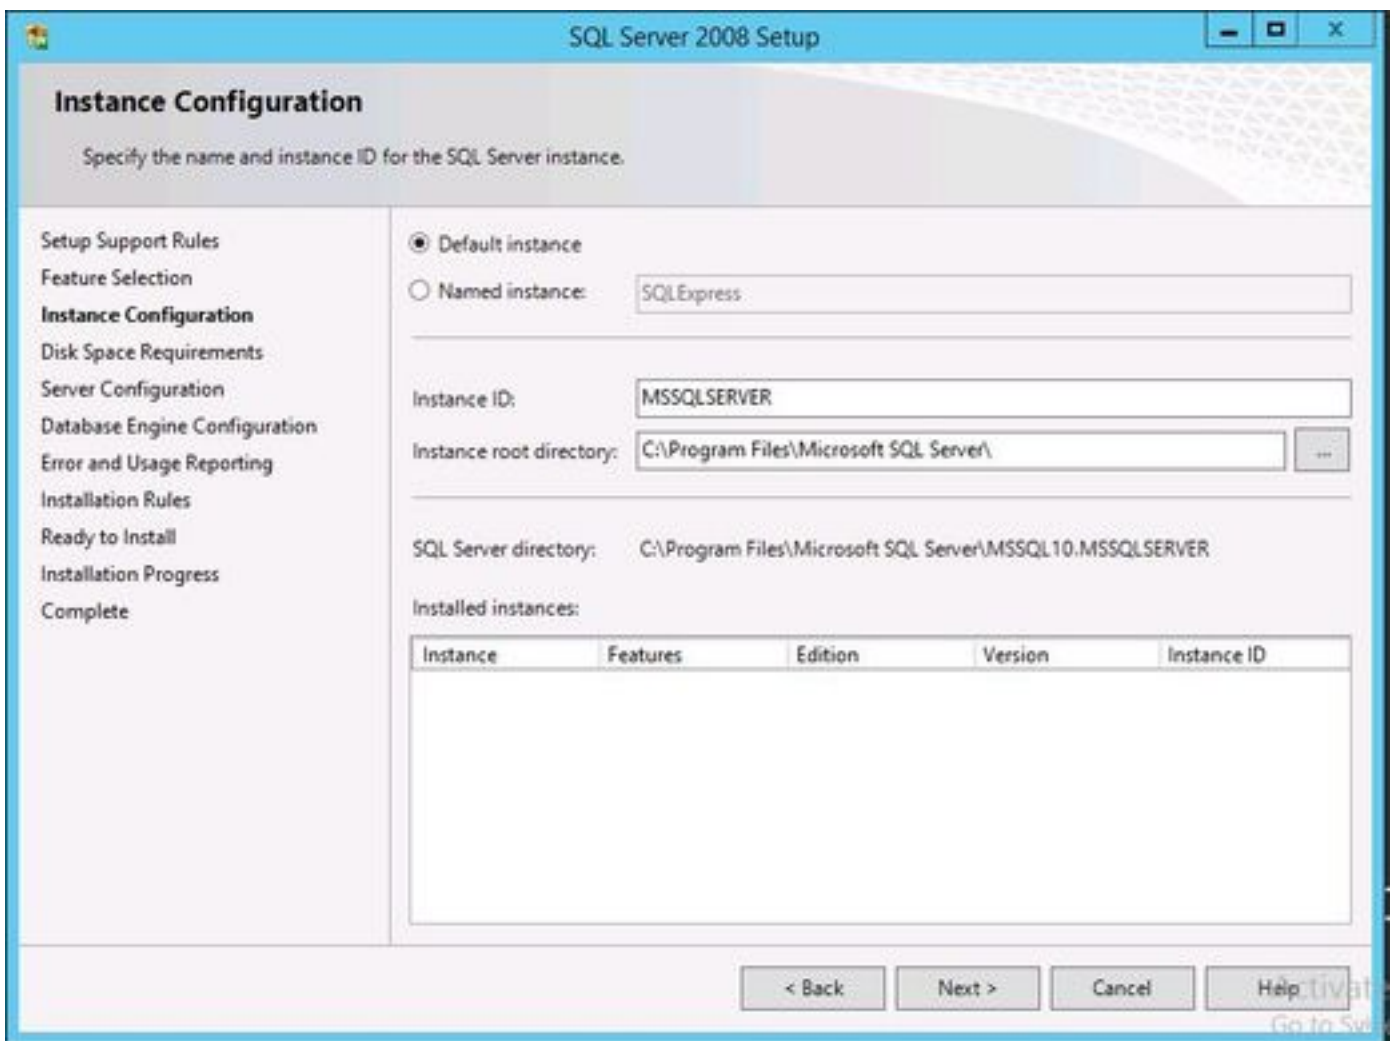 SQL Server 2008 Setup
Instance Configuration
Specify the name and instance ID for the SQL Server instance.
Setup Support Rules
Feature Selection
Instance Configuration
Disk Space Requirements
Server Configuration
Database Engine Configuration
Error and Usage Reporting
Installation Rules
Ready to Install
Installation Progress
Complete
Default instance
Named instance: SQLExpress
Instance ID: MSSQLSERVER
Instance root directory: C:\Program Files\Microsoft SQL Server\ ...
SQL Server directory: C:\Program Files\Microsoft SQL Server\MSSQL10.MSSQLSERVER
Installed instances:
Instance Features Edition Version Instance ID
< Back Next > Cancel Help
Activate
Go to